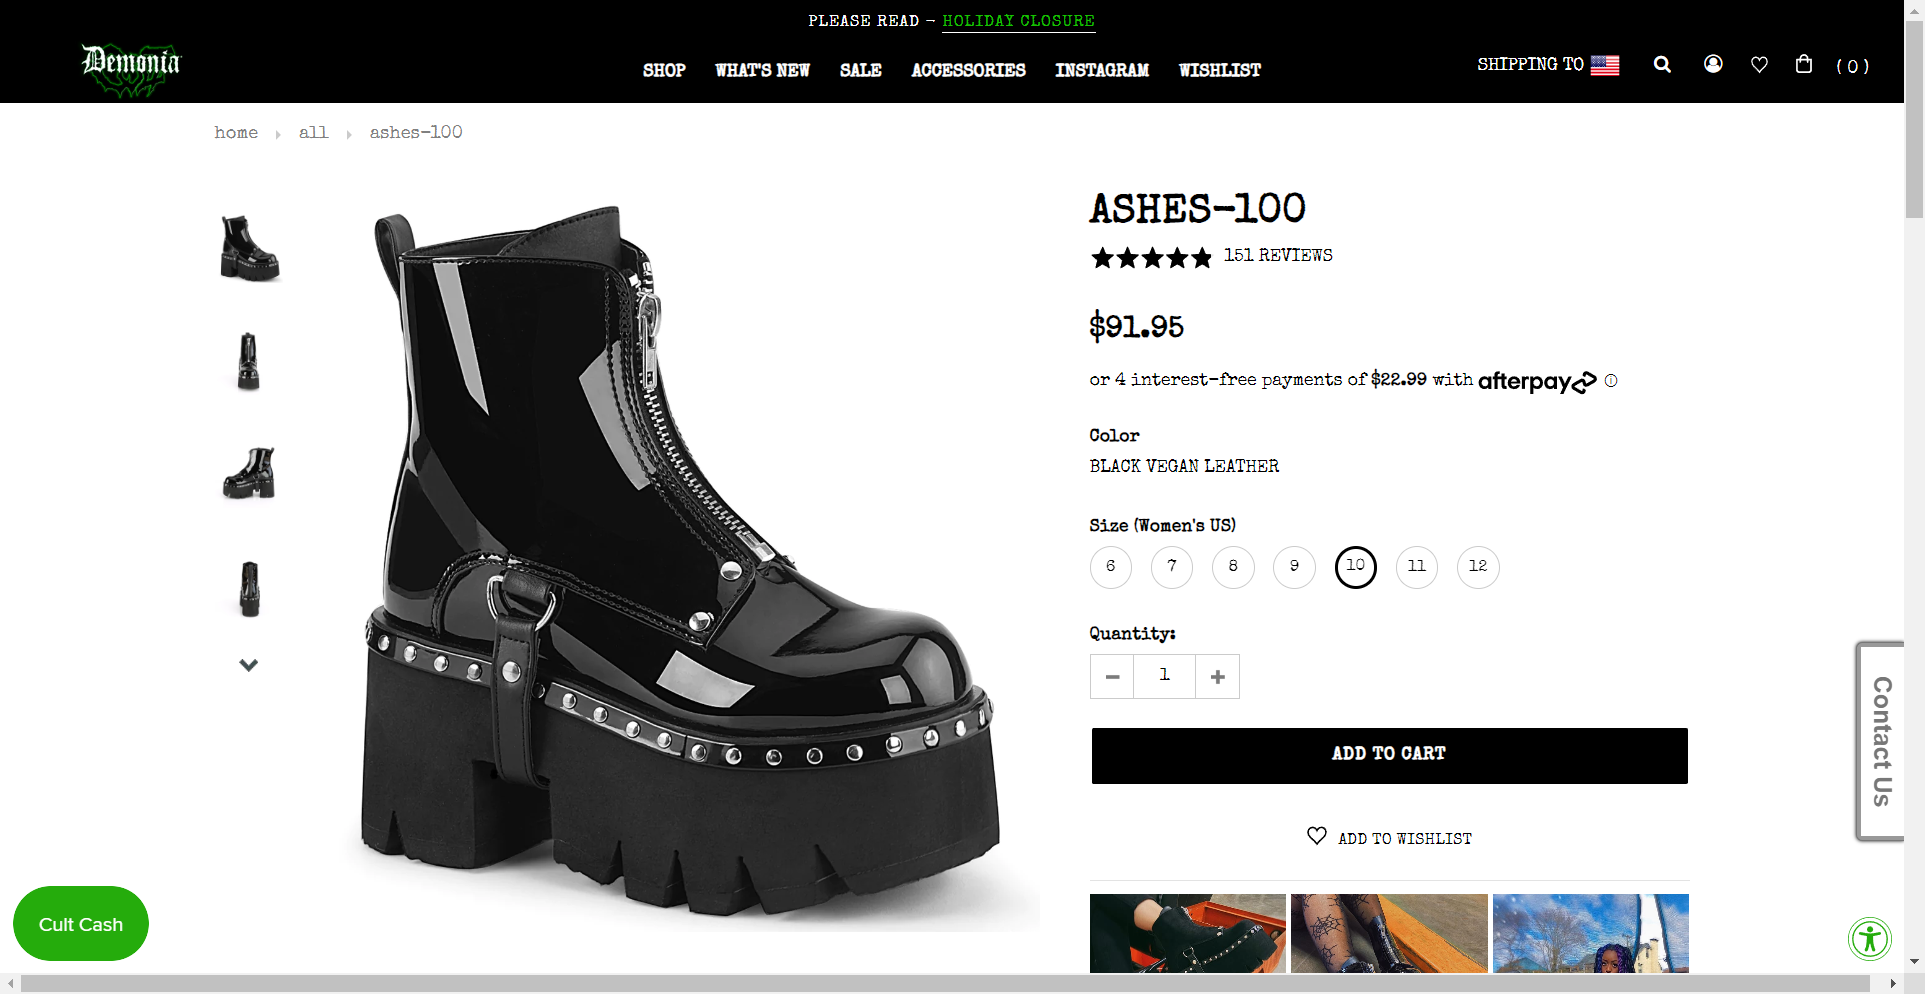 PLEASE READ - HOLIDAY CLOSURE
Demonia
SHOP WHAT'S NEW SALE ACCESSORIES INSTAGRAM WISHLIST
SHIPPING TO
( 0 )
home all ashes-100
ASHES-100
151 REVIEWS
$91.95
or 4 interest-free payments of $22.99 with afterpay
Color
BLACK VEGAN LEATHER
Size (Women's US)
6 7 8 9 10 11 12
Quantity:
1
ADD TO CART
ADD TO WISHLIST
Contact Us
Cult Cash